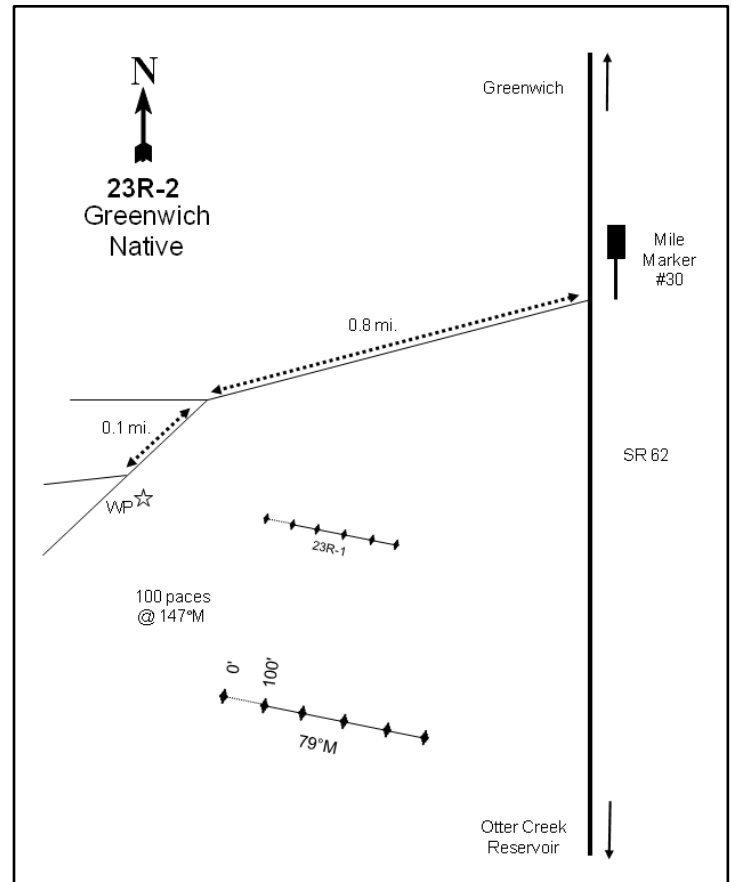 N
23R-2
Greenwich
Native
Greenwich
Mile
Marker
#30
0.8 mi.
0.1 mi.
SR 62
WP
23R-1
100 paces
@ 147°M
0'
100'
79°M
Otter Creek
Reservoir